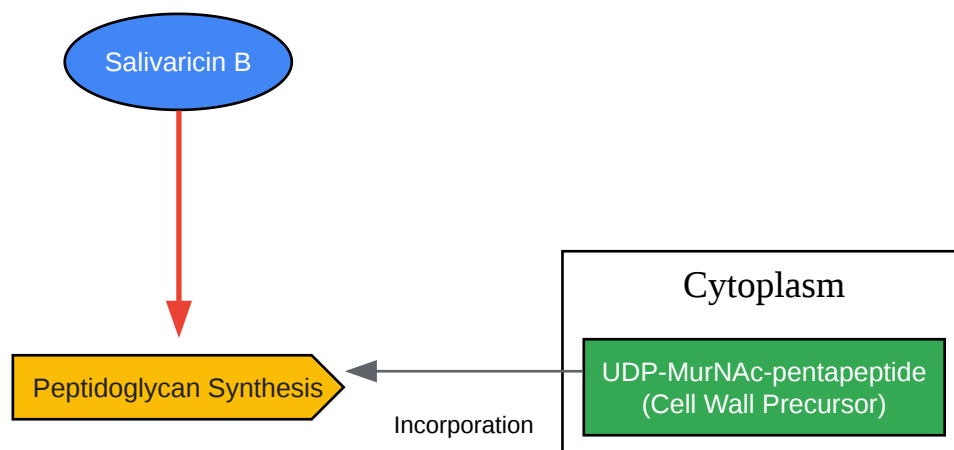 Salivaricin B
Cytoplasm
Peptidoglycan Synthesis
UDP-MurNAc-pentapeptide
(Cell Wall Precursor)
Incorporation